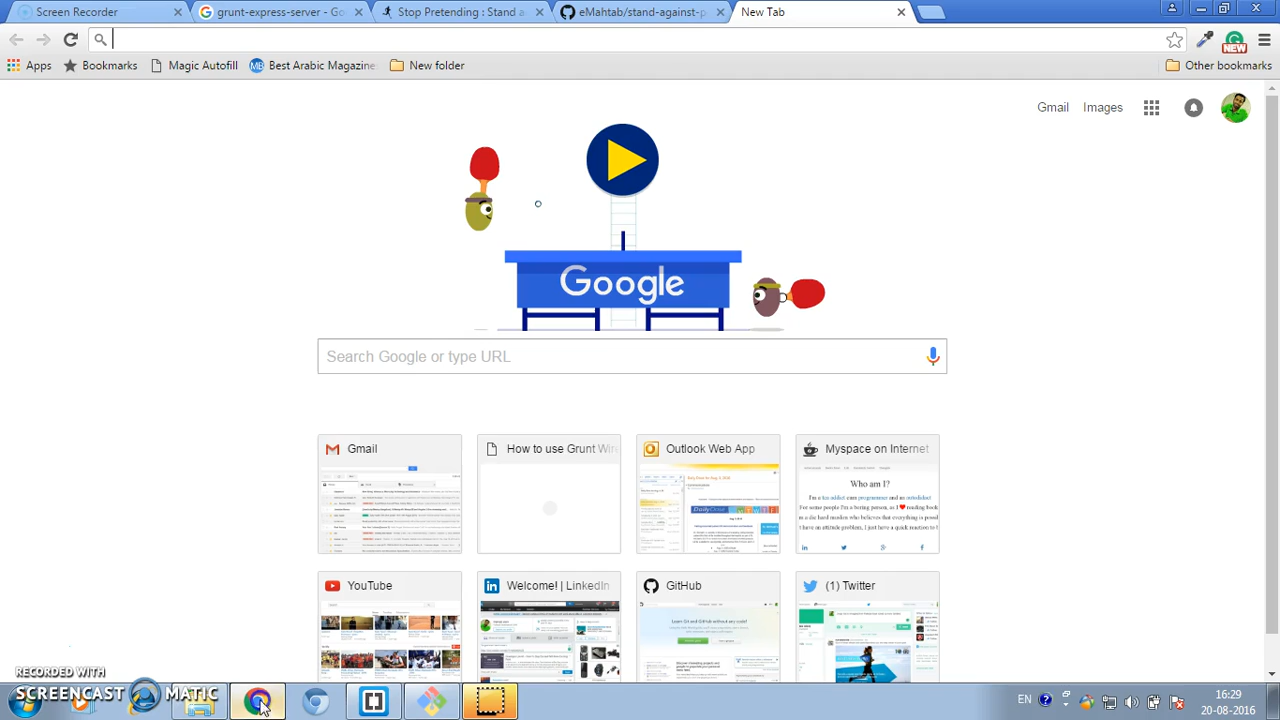 Screen Recorder
grunt-express-server - Go
Stop Pretending : Stand a
eMahtab/stand-against-p
New Tab
Apps
Bookmarks
Magic Autofill
Best Arabic Magazine
New folder
NEW
Other bookmarks
Gmail
Images
Google
Search Google or type URL
Gmail
How to use Grunt Wi
Outlook Web App
Myspace on Internet
Who am I?
YouTube
Welcome! | LinkedIn
GitHub
(1) Twitter
RECORDED WITH
SCREENCAST MATIC
EN
16:29
20-08-2016